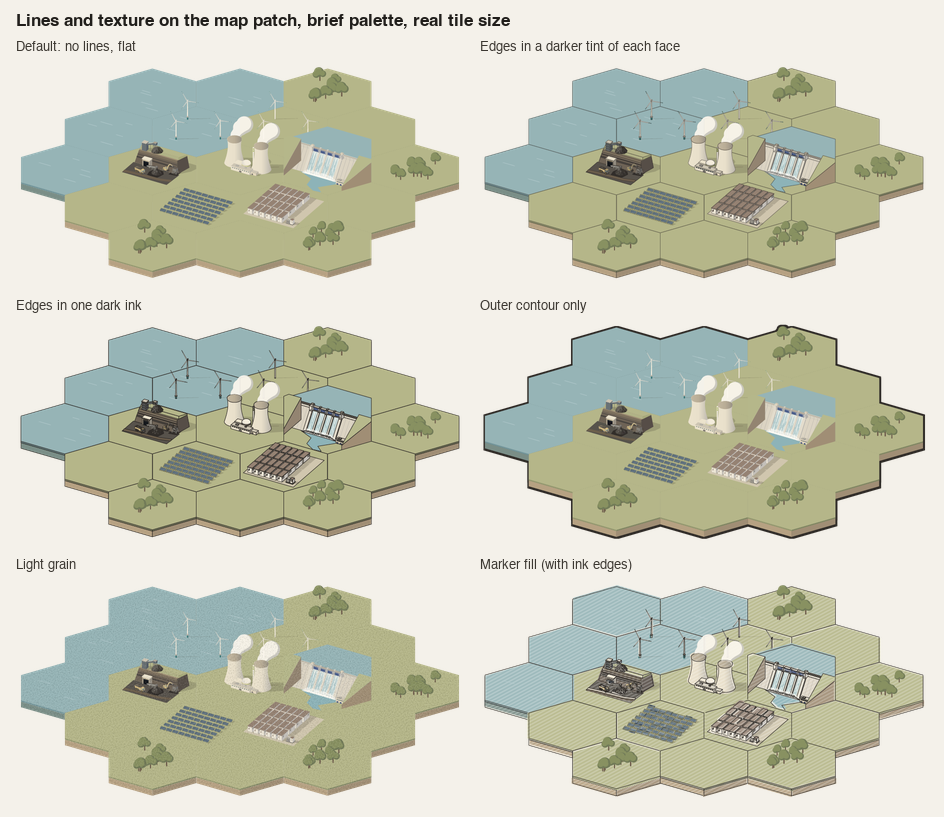 Lines and texture on the map patch, brief palette, real tile size
Default: no lines, flat
Edges in a darker tint of each face
Edges in one dark ink
Outer contour only
Light grain
Marker fill (with ink edges)